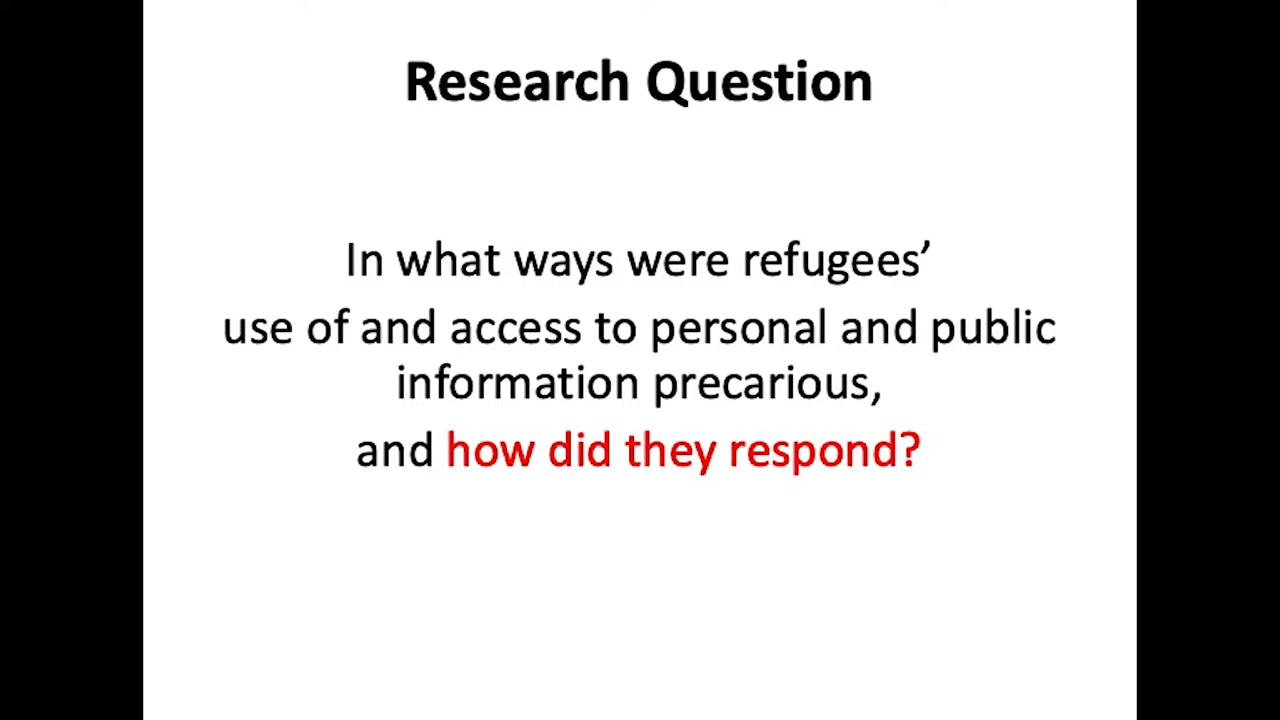 Research Question
In what ways were refugees’
use of and access to personal and public
information precarious,
and how did they respond?